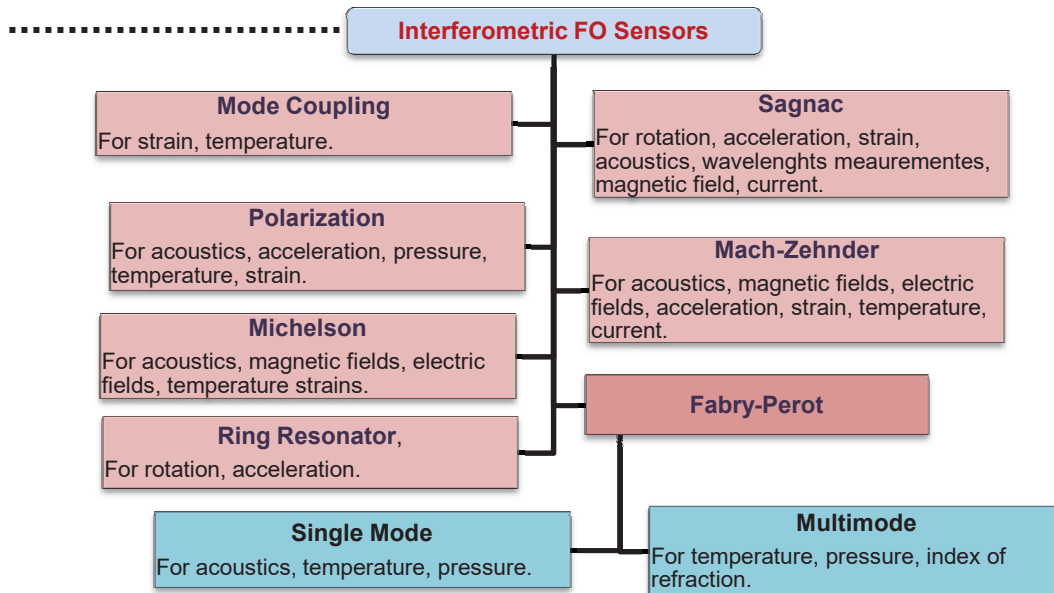 Interferometric FO Sensors
Mode Coupling
For strain, temperature.
Sagnac
For rotation, acceleration, strain,
acoustics, wavelenghts meaurementes,
magnetic field, current.
Polarization
For acoustics, acceleration, pressure,
temperature, strain.
Mach-Zehnder
For acoustics, magnetic fields, electric
fields, acceleration, strain, temperature,
current.
Michelson
For acoustics, magnetic fields, electric
fields, temperature strains.
Fabry-Perot
Ring Resonator,
For rotation, acceleration.
Single Mode
For acoustics, temperature, pressure.
Multimode
For temperature, pressure, index of
refraction.